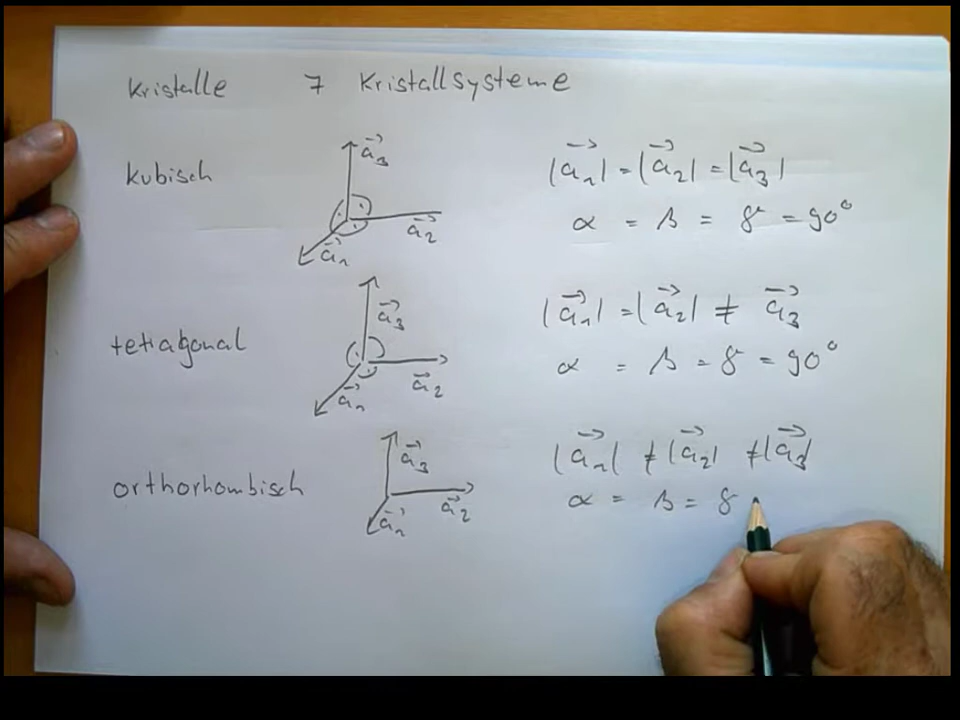 Kristalle 7 Kristallsysteme
kubisch
a⃗₃
a⃗₂
a⃗₁
|a⃗₁| = |a⃗₂| = |a⃗₃|
α = β = γ = 90°
tetragonal
a⃗₃
a⃗₂
a⃗₁
|a⃗₁| = |a⃗₂| ≠ a⃗₃
α = β = γ = 90°
orthorhombisch
a⃗₃
a⃗₂
a⃗₁
|a⃗₁| ≠ |a⃗₂| ≠ |a⃗₃|
α = β = γ